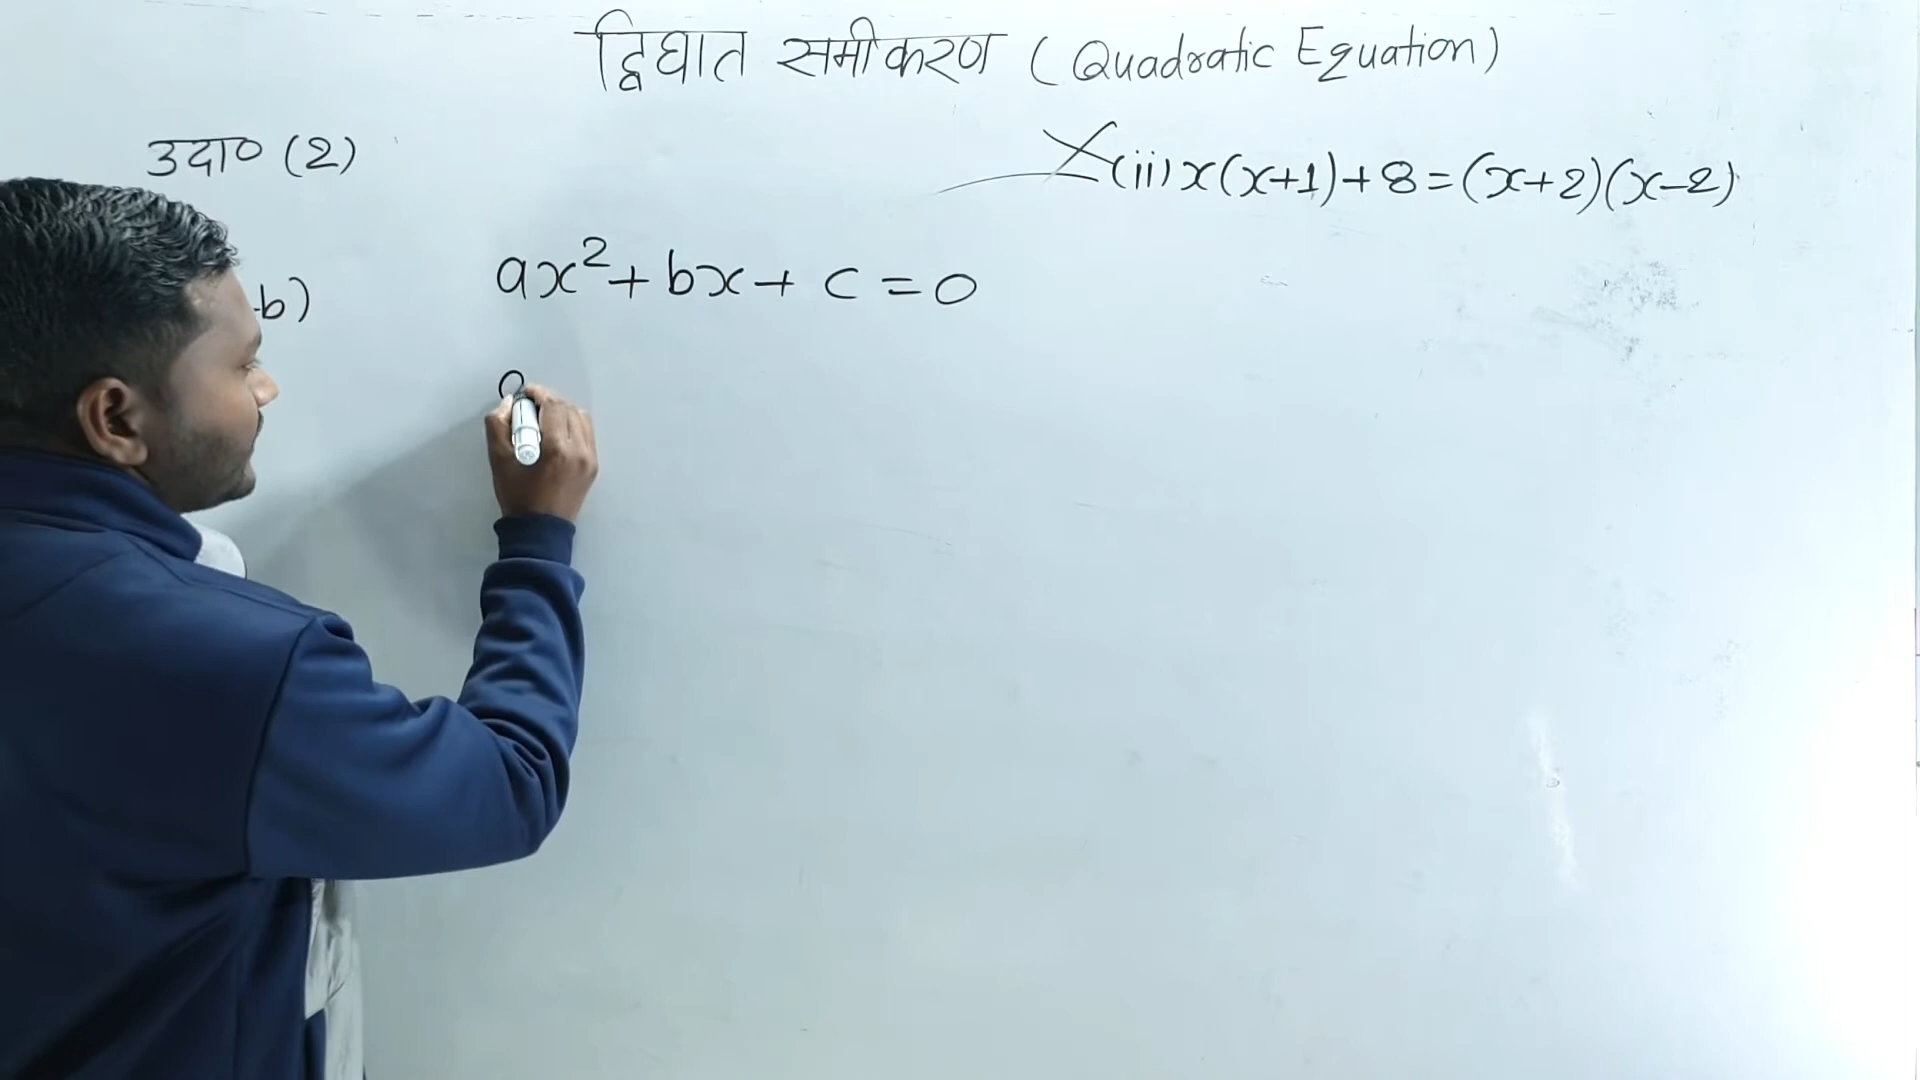 द्विघात समीकरण (Quadratic Equation)
उदा० (2)
(ii) x(x+1)+8=(x+2)(x-2)
-b)
ax²+bx+c=0